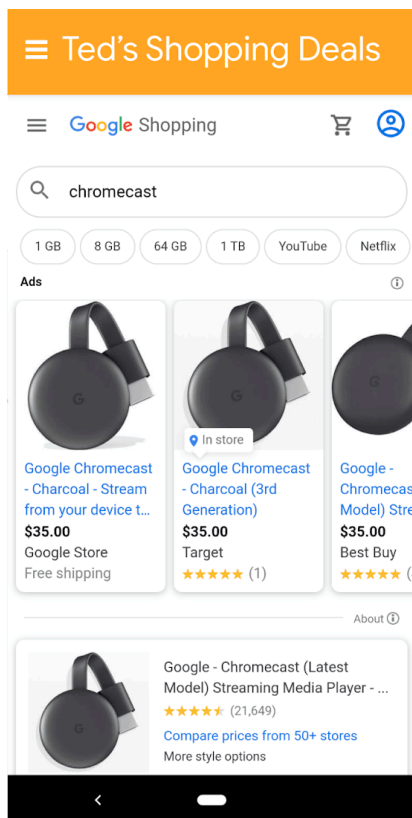 Ted's Shopping Deals
Google Shopping
chromecast
1 GB
8 GB
64 GB
1 TB
YouTube
Netflix
Ads
G
G
G
In store
Google Chromecast
- Charcoal - Stream
from your device t...
$35.00
Google Store
Free shipping
Google Chromecast
- Charcoal (3rd
Generation)
$35.00
Target
(1)
Google -
Chromecas
Model) Stre
$35.00
Best Buy
(
About
G
Google - Chromecast (Latest
Model) Streaming Media Player - ...
(21,649)
Compare prices from 50+ stores
More style options